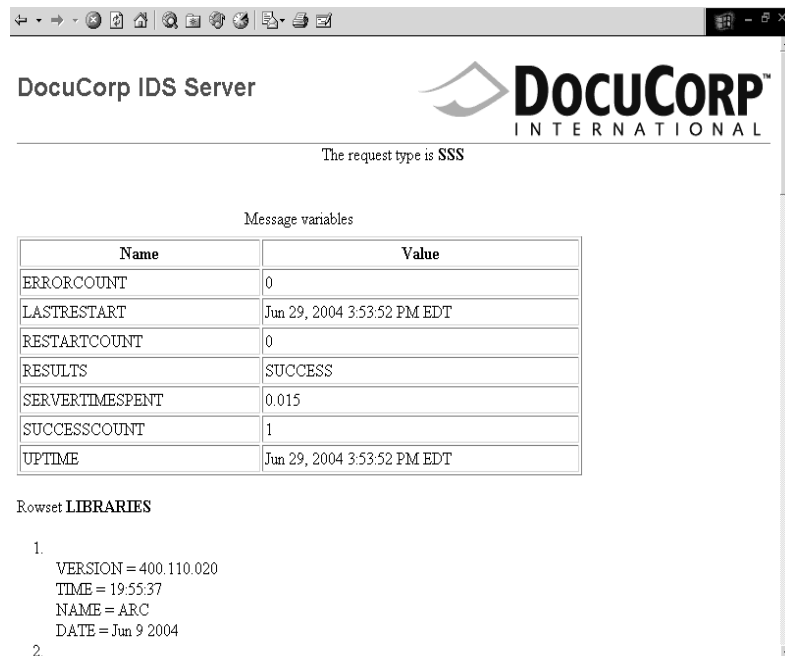 DocuCorp IDS Server
DOCUCORP™
INTERNATIONAL
The request type is SSS
Message variables
Name Value
ERRORCOUNT 0
LASTRESTART Jun 29, 2004 3:53:52 PM EDT
RESTARTCOUNT 0
RESULTS SUCCESS
SERVERTIMESPENT 0.015
SUCCESSCOUNT 1
UPTIME Jun 29, 2004 3:53:52 PM EDT
Rowset LIBRARIES
1.
VERSION = 400.110.020
TIME = 19:55:37
NAME = ARC
DATE = Jun 9 2004
2.